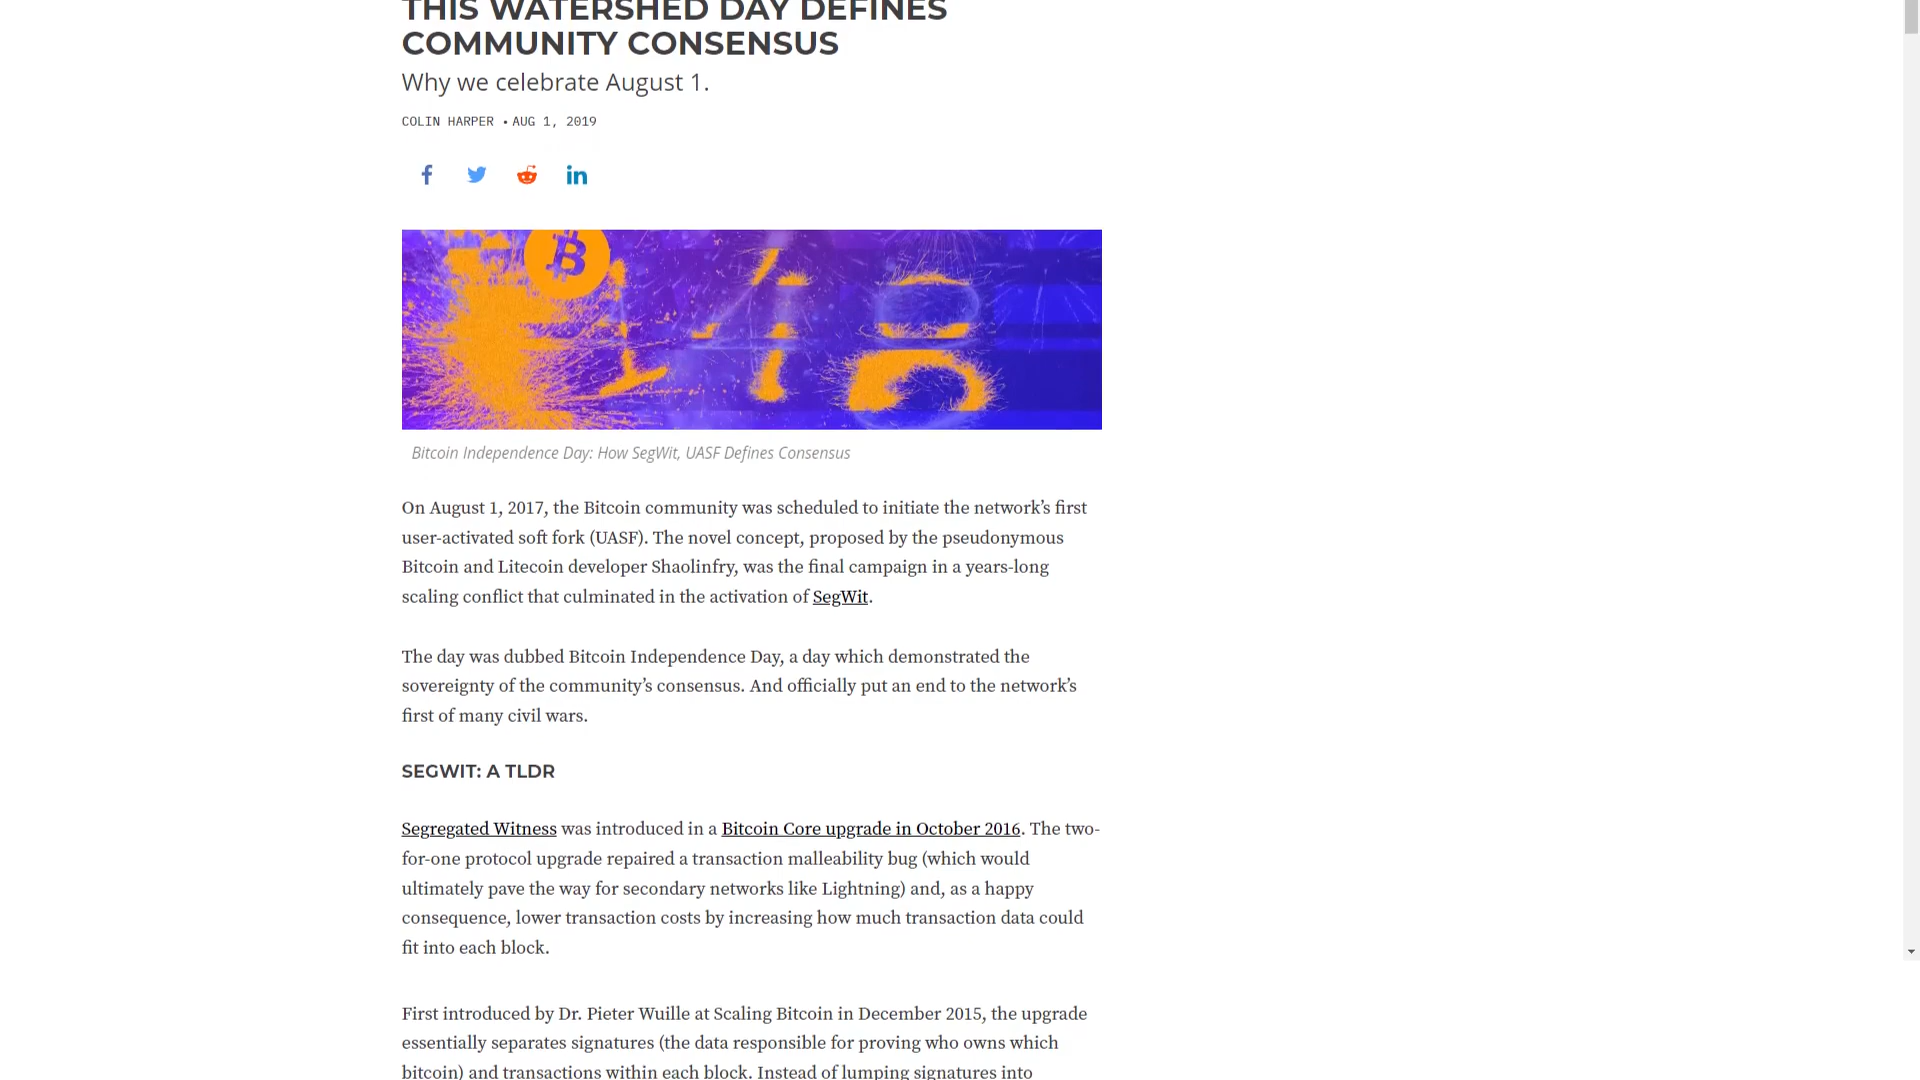 THIS WATERSHED DAY DEFINES
COMMUNITY CONSENSUS
Why we celebrate August 1.
COLIN HARPER • AUG 1, 2019
Bitcoin Independence Day: How SegWit, UASF Defines Consensus
On August 1, 2017, the Bitcoin community was scheduled to initiate the network’s first
user-activated soft fork (UASF). The novel concept, proposed by the pseudonymous
Bitcoin and Litecoin developer Shaolinfry, was the final campaign in a years-long
scaling conflict that culminated in the activation of SegWit.
The day was dubbed Bitcoin Independence Day, a day which demonstrated the
sovereignty of the community’s consensus. And officially put an end to the network’s
first of many civil wars.
SEGWIT: A TLDR
Segregated Witness was introduced in a Bitcoin Core upgrade in October 2016. The two-
for-one protocol upgrade repaired a transaction malleability bug (which would
ultimately pave the way for secondary networks like Lightning) and, as a happy
consequence, lower transaction costs by increasing how much transaction data could
fit into each block.
First introduced by Dr. Pieter Wuille at Scaling Bitcoin in December 2015, the upgrade
essentially separates signatures (the data responsible for proving who owns which
bitcoin) and transactions within each block. Instead of lumping signatures into